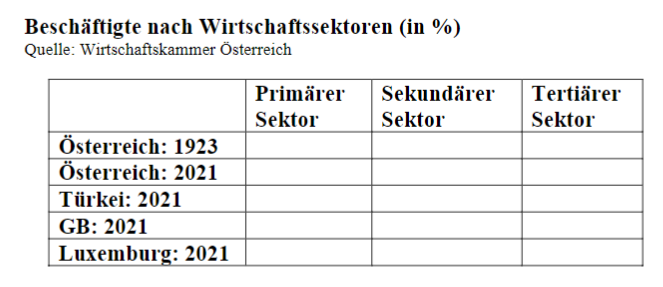 Beschäftigte nach Wirtschaftssektoren (in %)
Quelle: Wirtschaftskammer Österreich
Primärer Sekundärer Tertiärer
Sektor Sektor Sektor
Österreich: 1923
Österreich: 2021
Türkei: 2021
GB: 2021
Luxemburg: 2021